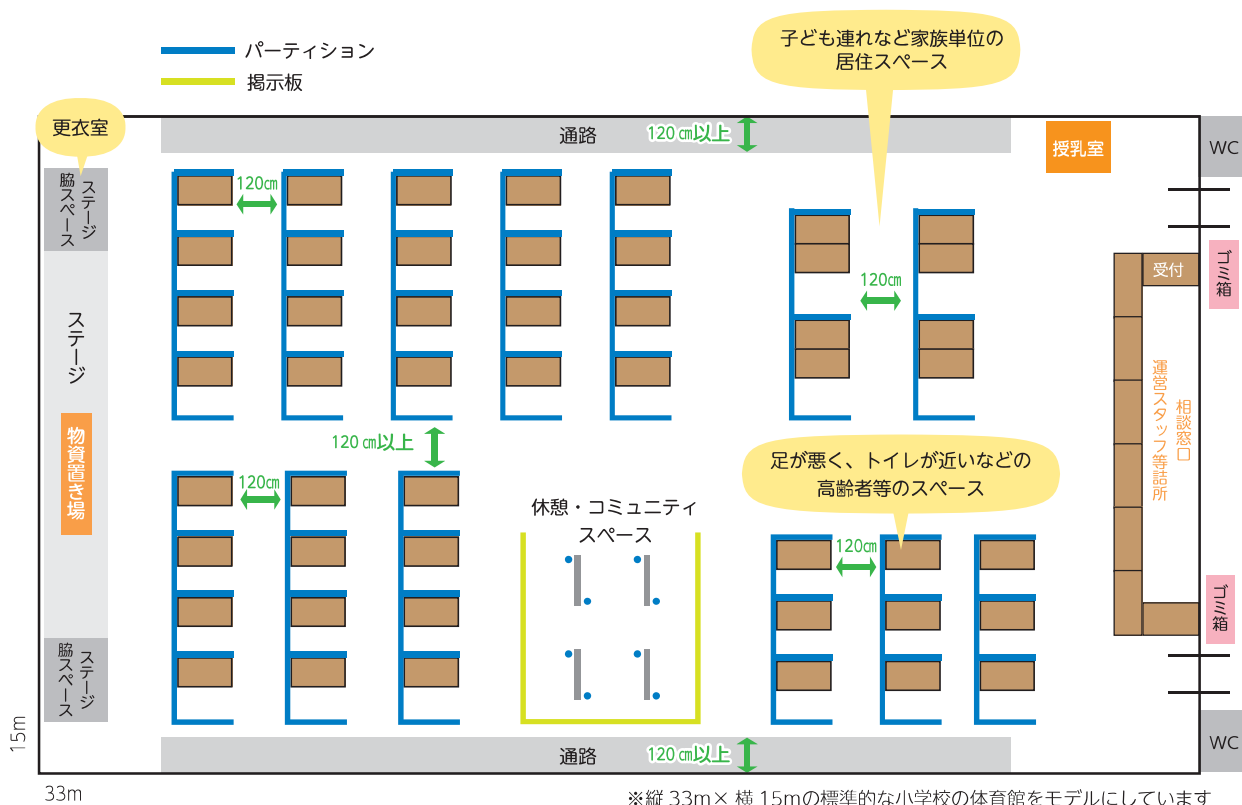 パーティション
掲示板
子ども連れなど家族単位の
居住スペース
更衣室
通路
120㎝以上
授乳室
WC
ステージ
脇スペース
120㎝
120㎝
ゴミ箱
受付
ステージ
物資置き場
相談窓口
運営スタッフ等詰所
120㎝以上
120㎝
足が悪く、トイレが近いなどの
高齢者等のスペース
休憩・コミュニティ
スペース
120㎝
ゴミ箱
ステージ
脇スペース
15m
通路
120㎝以上
WC
33m
※縦 33m× 横 15mの標準的な小学校の体育館をモデルにしています